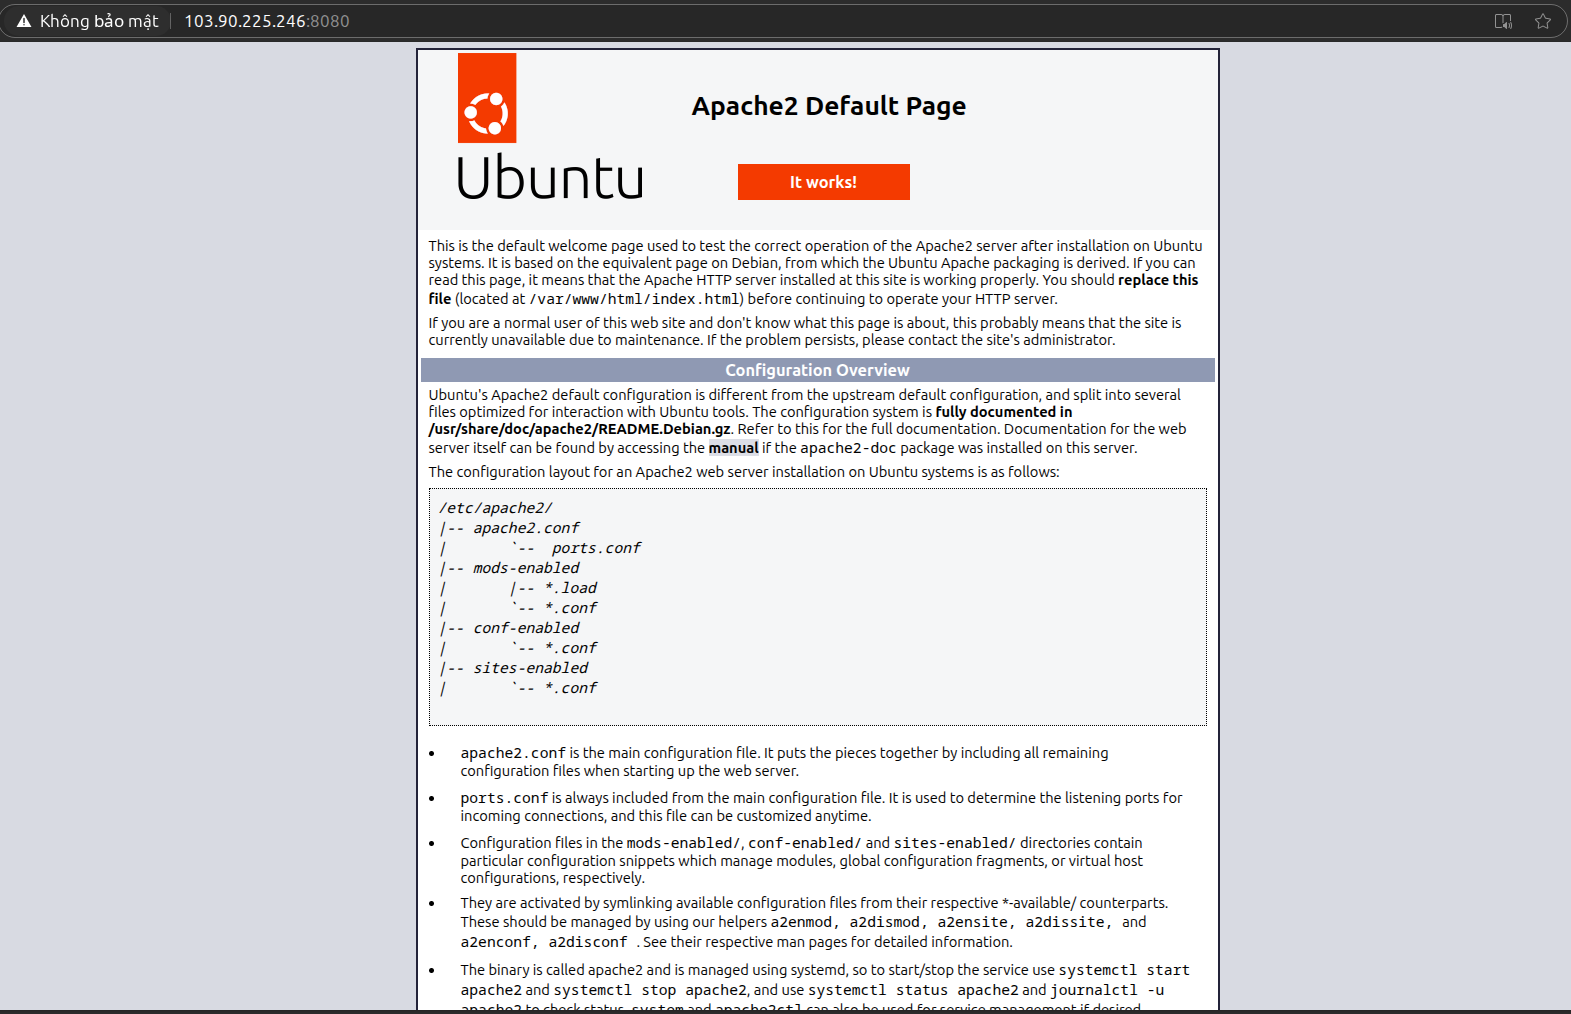 Không bảo mật 103.90.225.246:8080
Apache2 Default Page
Ubuntu
It works!
This is the default welcome page used to test the correct operation of the Apache2 server after installation on Ubuntu
systems. It is based on the equivalent page on Debian, from which the Ubuntu Apache packaging is derived. If you can
read this page, it means that the Apache HTTP server installed at this site is working properly. You should replace this
file (located at /var/www/html/index.html) before continuing to operate your HTTP server.
If you are a normal user of this web site and don't know what this page is about, this probably means that the site is
currently unavailable due to maintenance. If the problem persists, please contact the site's administrator.
Configuration Overview
Ubuntu's Apache2 default configuration is different from the upstream default configuration, and split into several
files optimized for interaction with Ubuntu tools. The configuration system is fully documented in
/usr/share/doc/apache2/README.Debian.gz. Refer to this for the full documentation. Documentation for the web
server itself can be found by accessing the manual if the apache2-doc package was installed on this server.
The configuration layout for an Apache2 web server installation on Ubuntu systems is as follows:
/etc/apache2/
|-- apache2.conf
|       `--  ports.conf
|-- mods-enabled
|       |-- *.load
|       `-- *.conf
|-- conf-enabled
|       `-- *.conf
|-- sites-enabled
|       `-- *.conf
• apache2.conf is the main configuration file. It puts the pieces together by including all remaining
configuration files when starting up the web server.
• ports.conf is always included from the main configuration file. It is used to determine the listening ports for
incoming connections, and this file can be customized anytime.
• Configuration files in the mods-enabled/, conf-enabled/ and sites-enabled/ directories contain
particular configuration snippets which manage modules, global configuration fragments, or virtual host
configurations, respectively.
• They are activated by symlinking available configuration files from their respective *-available/ counterparts.
These should be managed by using our helpers a2enmod, a2dismod, a2ensite, a2dissite, and
a2enconf, a2disconf . See their respective man pages for detailed information.
• The binary is called apache2 and is managed using systemd, so to start/stop the service use systemctl start
apache2 and systemctl stop apache2, and use systemctl status apache2 and journalctl -u
apache2 to check status. system and apache2ctl can also be used for service management if desired.